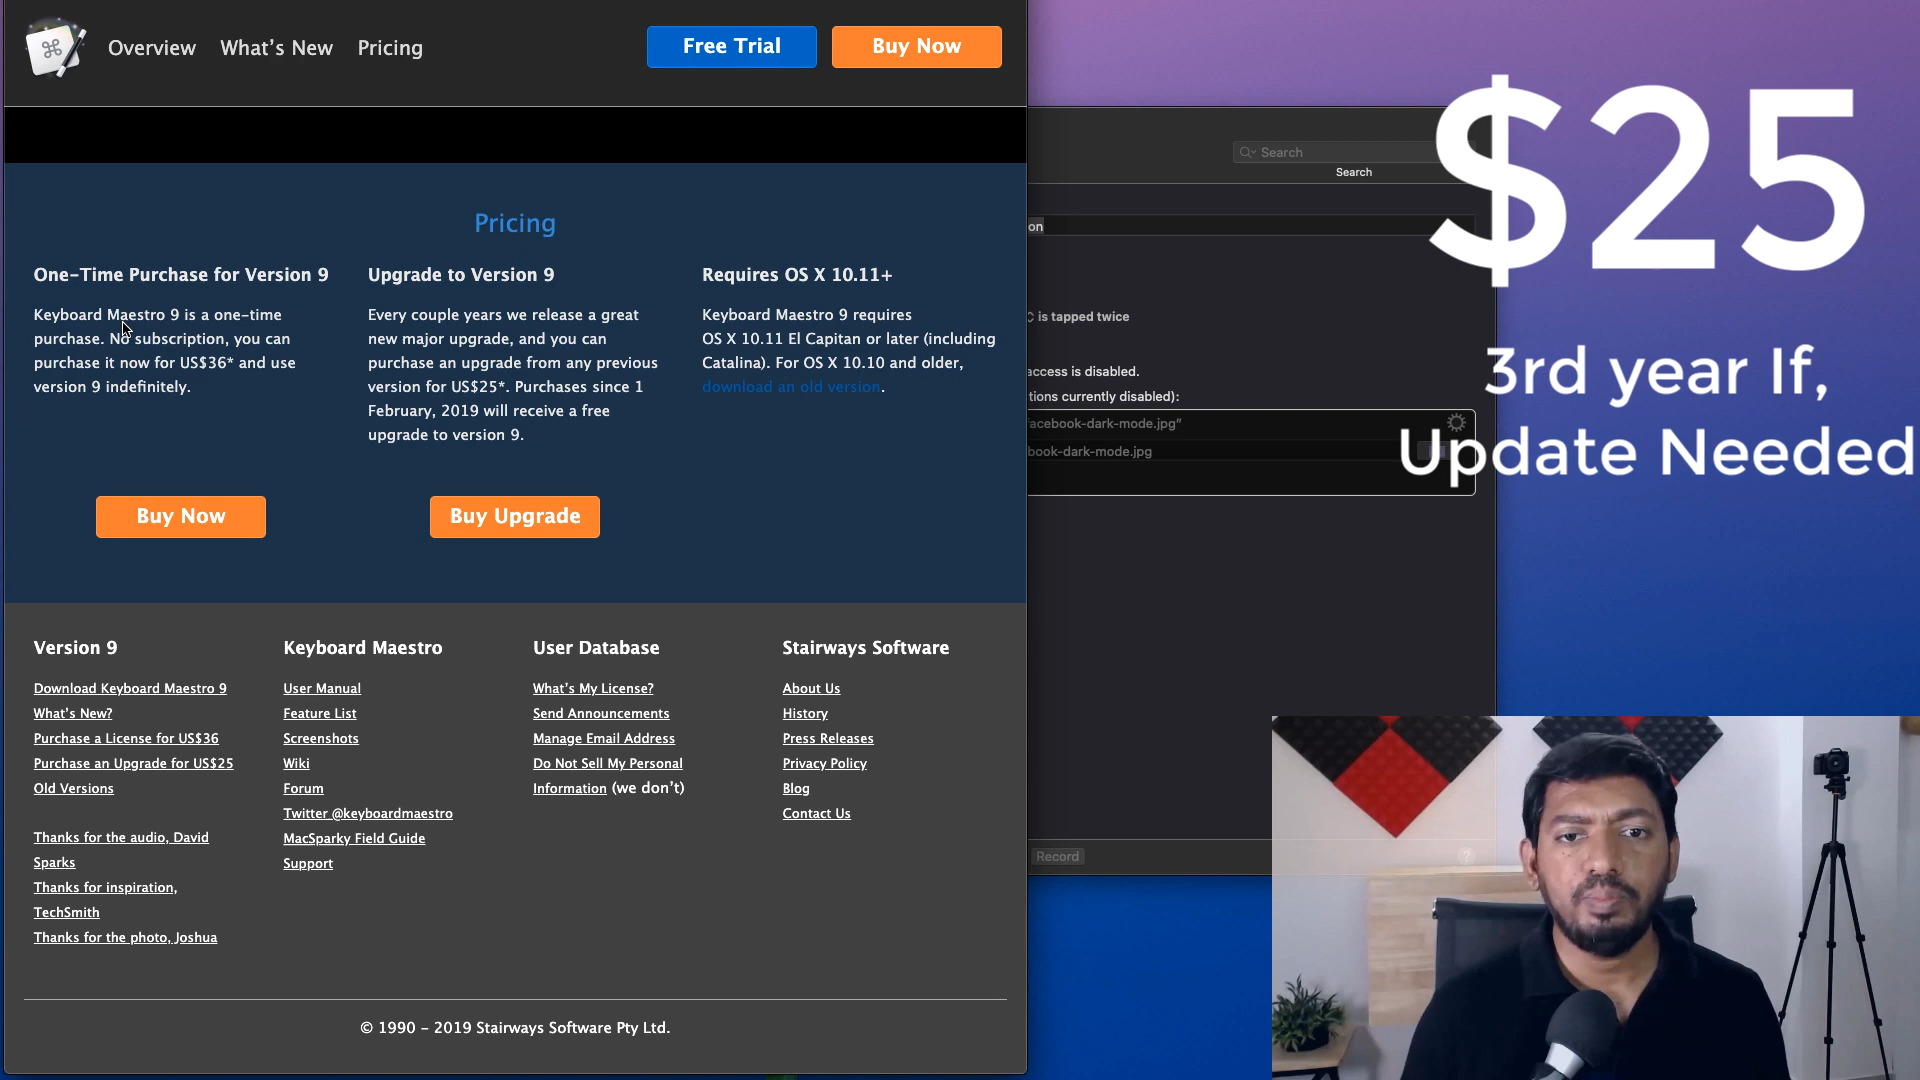 Overview What's New Pricing Free Trial Buy Now
Pricing
One-Time Purchase for Version 9
Keyboard Maestro 9 is a one-time
purchase. No subscription, you can
purchase it now for US$36* and use
version 9 indefinitely.
Buy Now
Upgrade to Version 9
Every couple years we release a great
new major upgrade, and you can
purchase an upgrade from any previous
version for US$25*. Purchases since 1
February, 2019 will receive a free
upgrade to version 9.
Buy Upgrade
Requires OS X 10.11+
Keyboard Maestro 9 requires
OS X 10.11 El Capitan or later (including
Catalina). For OS X 10.10 and older,
download an old version.
Version 9
Download Keyboard Maestro 9
What's New?
Purchase a License for US$36
Purchase an Upgrade for US$25
Old Versions
Thanks for the audio, David
Sparks
Thanks for inspiration,
TechSmith
Thanks for the photo, Joshua
Keyboard Maestro
User Manual
Feature List
Screenshots
Wiki
Forum
Twitter @keyboardmaestro
MacSparky Field Guide
Support
User Database
What's My License?
Send Announcements
Manage Email Address
Do Not Sell My Personal
Information (we don't)
Stairways Software
About Us
History
Press Releases
Privacy Policy
Blog
Contact Us
© 1990 – 2019 Stairways Software Pty Ltd.
Search
Search
on
is tapped twice
access is disabled.
tions currently disabled):
acebook-dark-mode.jpg"
book-dark-mode.jpg
Record
?
$25
3rd year If,
Update Needed